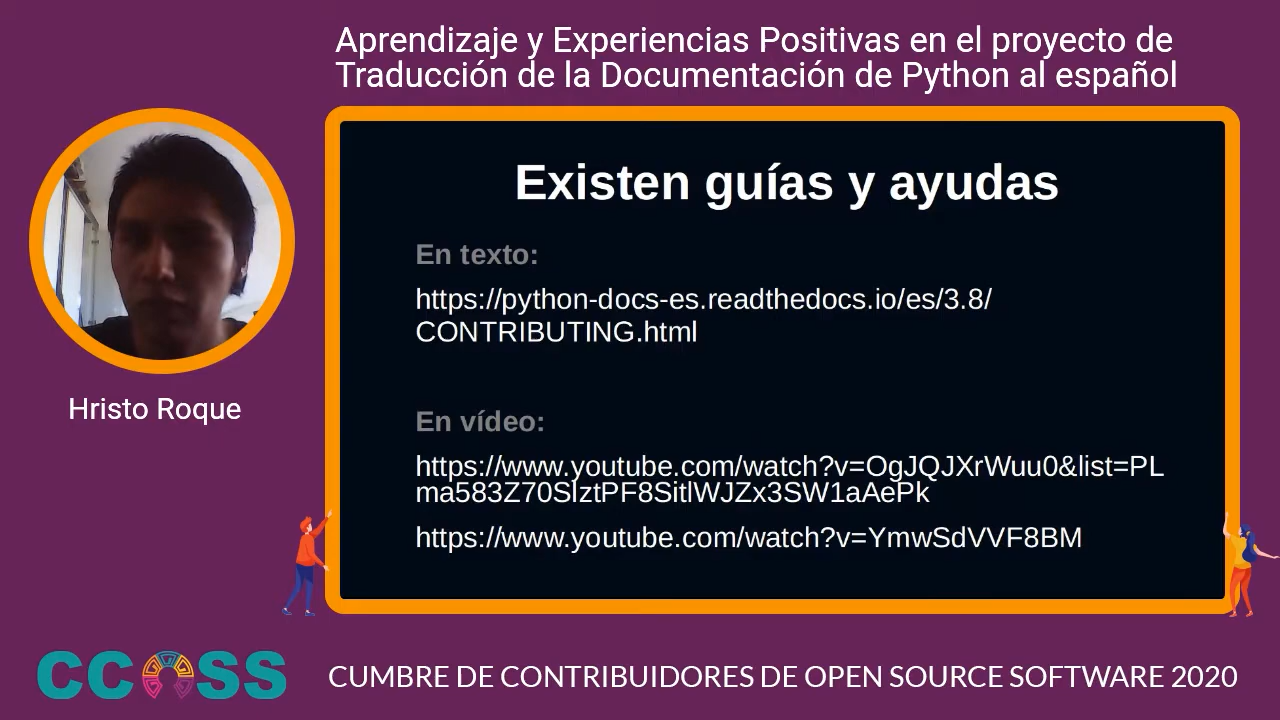 Aprendizaje y Experiencias Positivas en el proyecto de
Traducción de la Documentación de Python al español
Existen guías y ayudas
En texto:
https://python-docs-es.readthedocs.io/es/3.8/
CONTRIBUTING.html
En vídeo:
https://www.youtube.com/watch?v=OgJQJXrWuu0&list=PL
ma583Z70SlztPF8SitlWJZx3SW1aAePk
https://www.youtube.com/watch?v=YmwSdVVF8BM
Hristo Roque
CCOSS
CUMBRE DE CONTRIBUIDORES DE OPEN SOURCE SOFTWARE 2020